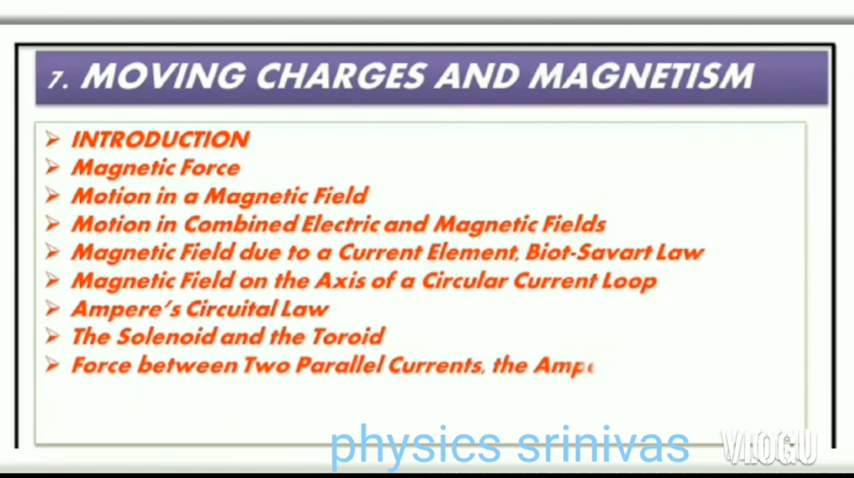 7. MOVING CHARGES AND MAGNETISM
INTRODUCTION
Magnetic Force
Motion in a Magnetic Field
Motion in Combined Electric and Magnetic Fields
Magnetic Field due to a Current Element, Biot-Savart Law
Magnetic Field on the Axis of a Circular Current Loop
Ampere's Circuital Law
The Solenoid and the Toroid
Force between Two Parallel Currents, the Amp
physics srinivas